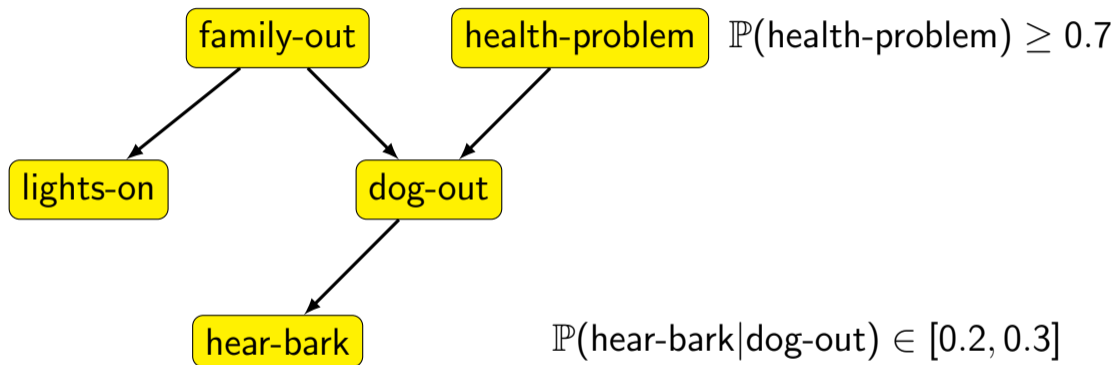 family-out health-problem ℙ(health-problem) ≥ 0.7
lights-on dog-out
hear-bark ℙ(hear-bark|dog-out) ∈ [0.2, 0.3]